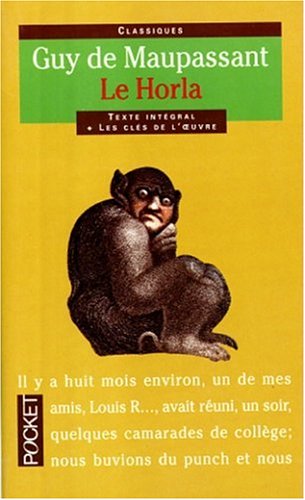 CLASSIQUES
Guy de Maupassant
Le Horla
TEXTE INTÉGRAL
+ LES CLÉS DE L'ŒUVRE
Il y a huit mois environ, un de mes
amis, Louis R..., avait réuni, un soir,
quelques camarades de collège;
nous buvions du punch et nous
POCKET